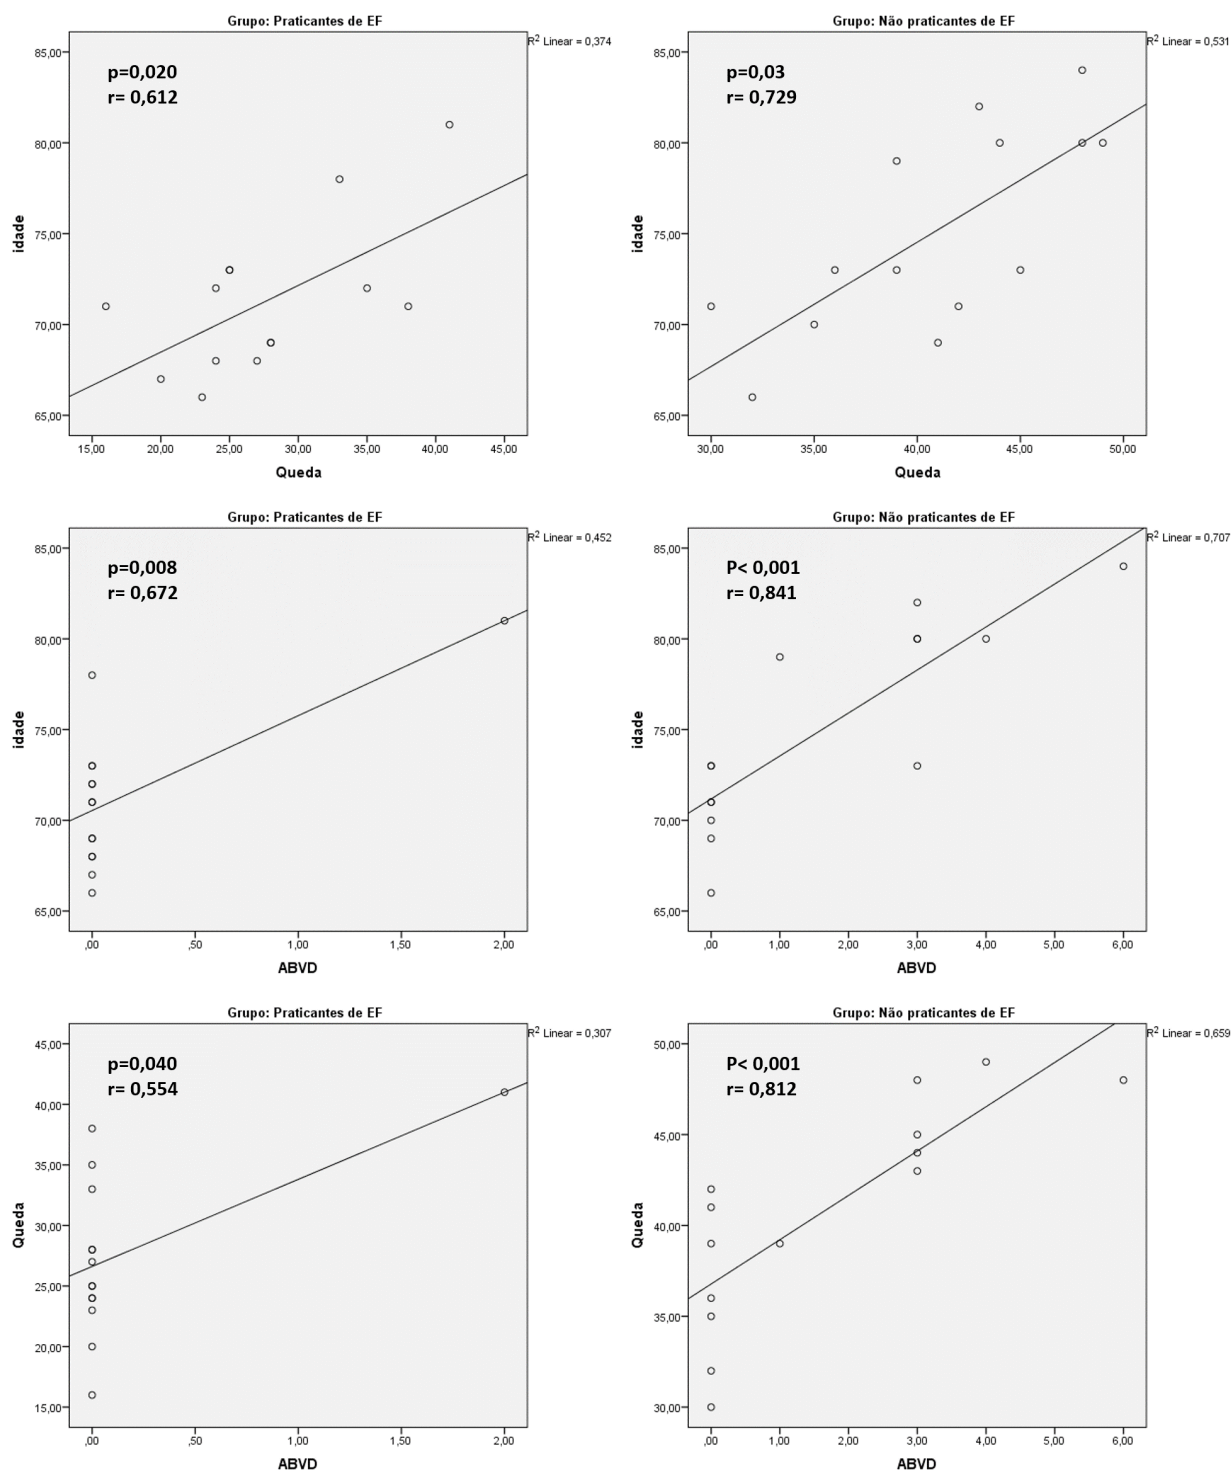 Grupo: Praticantes de EF
R² Linear = 0,374
p=0,020
r= 0,612
85,00
80,00
75,00
70,00
65,00
idade
15,00 20,00 25,00 30,00 35,00 40,00 45,00
Queda
Grupo: Não praticantes de EF
R² Linear = 0,531
p=0,03
r= 0,729
85,00
80,00
75,00
70,00
65,00
idade
30,00 35,00 40,00 45,00 50,00
Queda
Grupo: Praticantes de EF
R² Linear = 0,452
p=0,008
r= 0,672
85,00
80,00
75,00
70,00
65,00
idade
,00 ,50 1,00 1,50 2,00
ABVD
Grupo: Não praticantes de EF
R² Linear = 0,707
P< 0,001
r= 0,841
85,00
80,00
75,00
70,00
65,00
idade
,00 1,00 2,00 3,00 4,00 5,00 6,00
ABVD
Grupo: Praticantes de EF
R² Linear = 0,307
p=0,040
r= 0,554
45,00
40,00
35,00
30,00
25,00
20,00
15,00
Queda
,00 ,50 1,00 1,50 2,00
ABVD
Grupo: Não praticantes de EF
R² Linear = 0,659
P< 0,001
r= 0,812
50,00
45,00
40,00
35,00
30,00
Queda
,00 1,00 2,00 3,00 4,00 5,00 6,00
ABVD